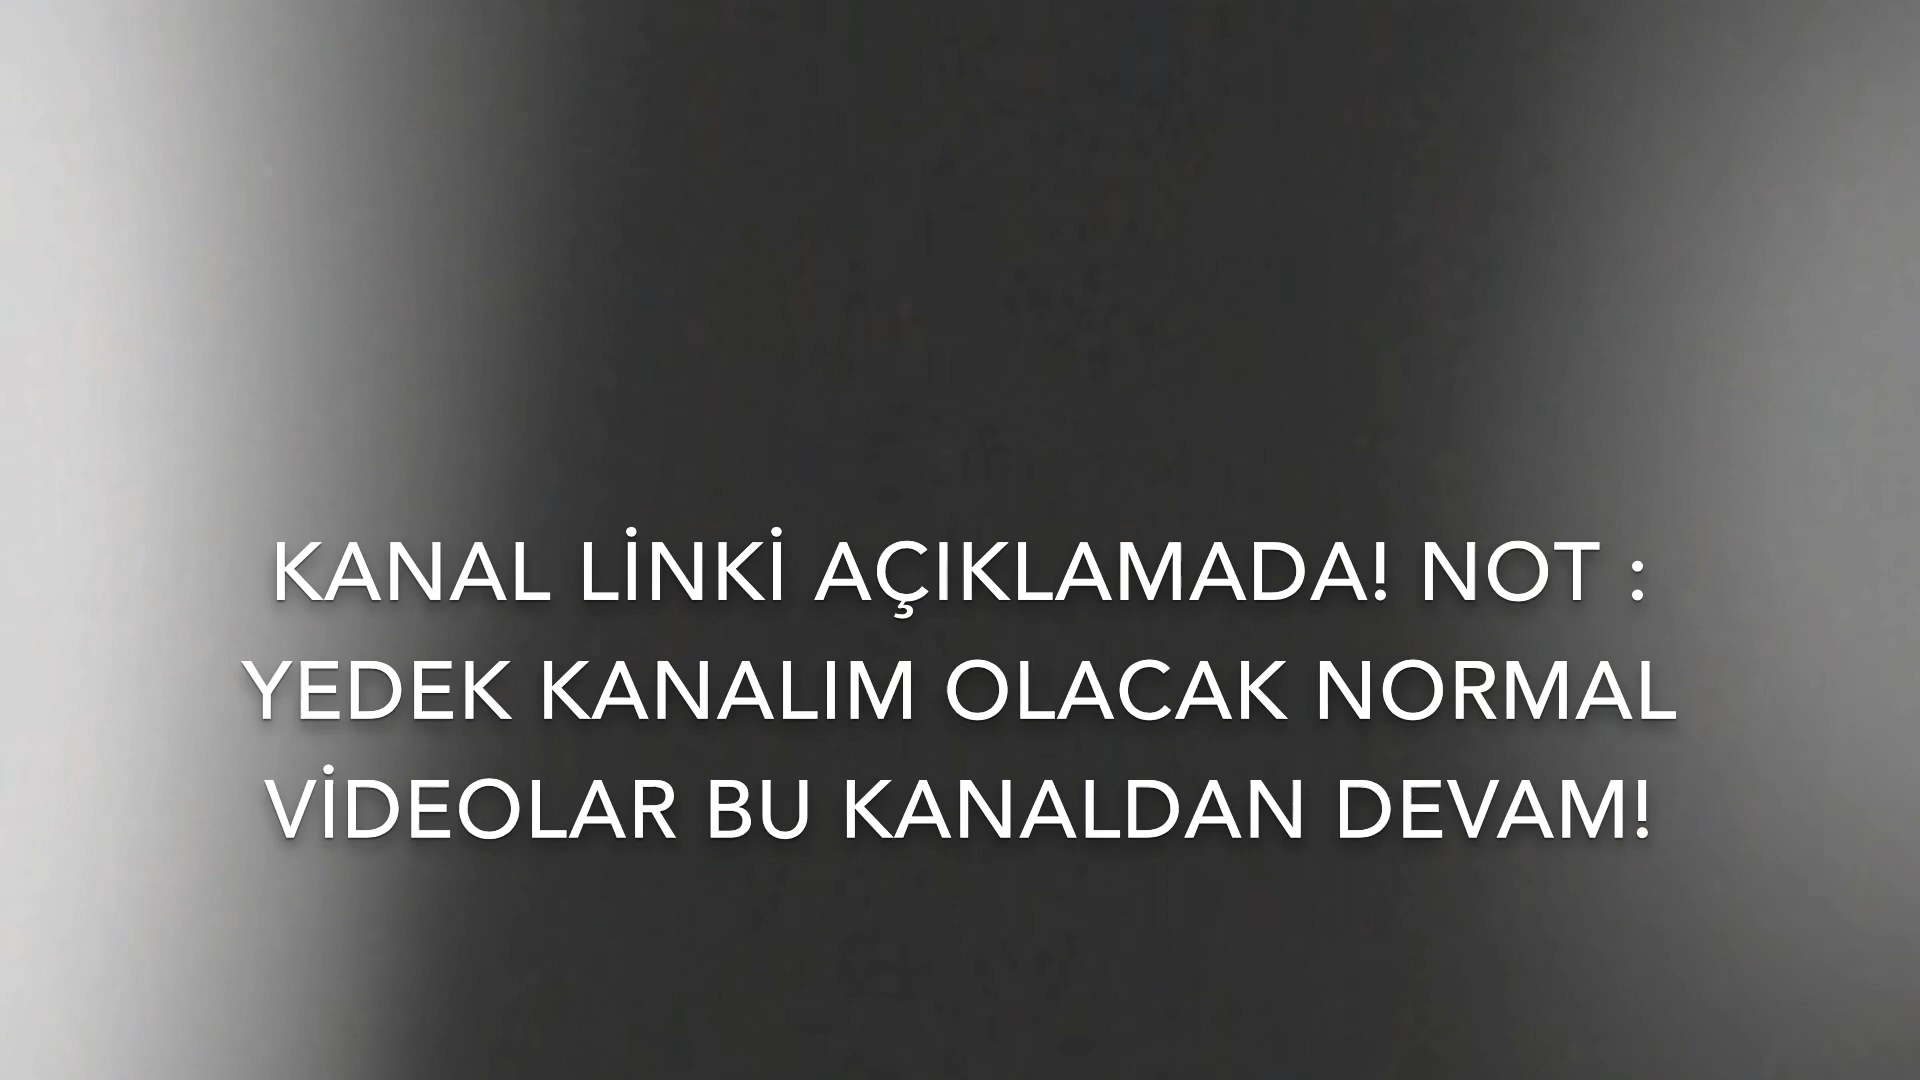 KANAL LİNKİ AÇIKLAMADA! NOT :
YEDEK KANALIM OLACAK NORMAL
VİDEOLAR BU KANALDAN DEVAM!